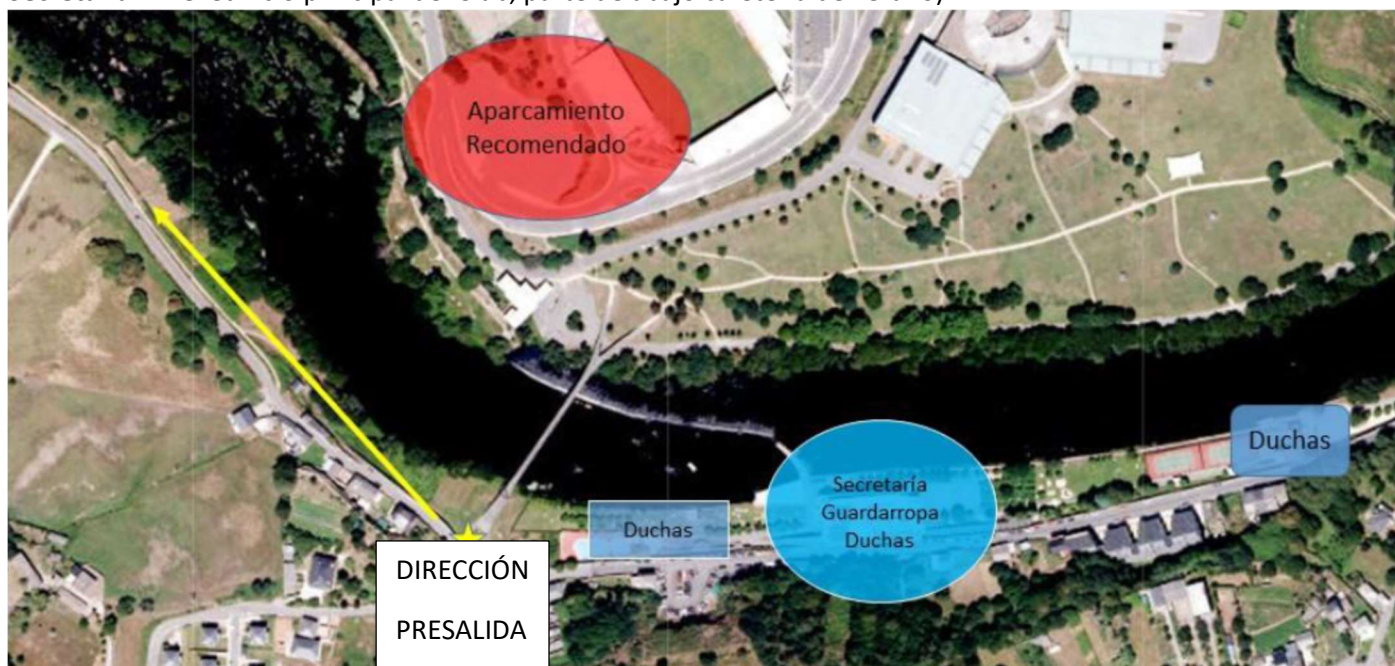 Aparcamiento
Recomendado
Duchas
Secretaría
Guardarropa
Duchas
Duchas
DIRECCIÓN
PRESALIDA